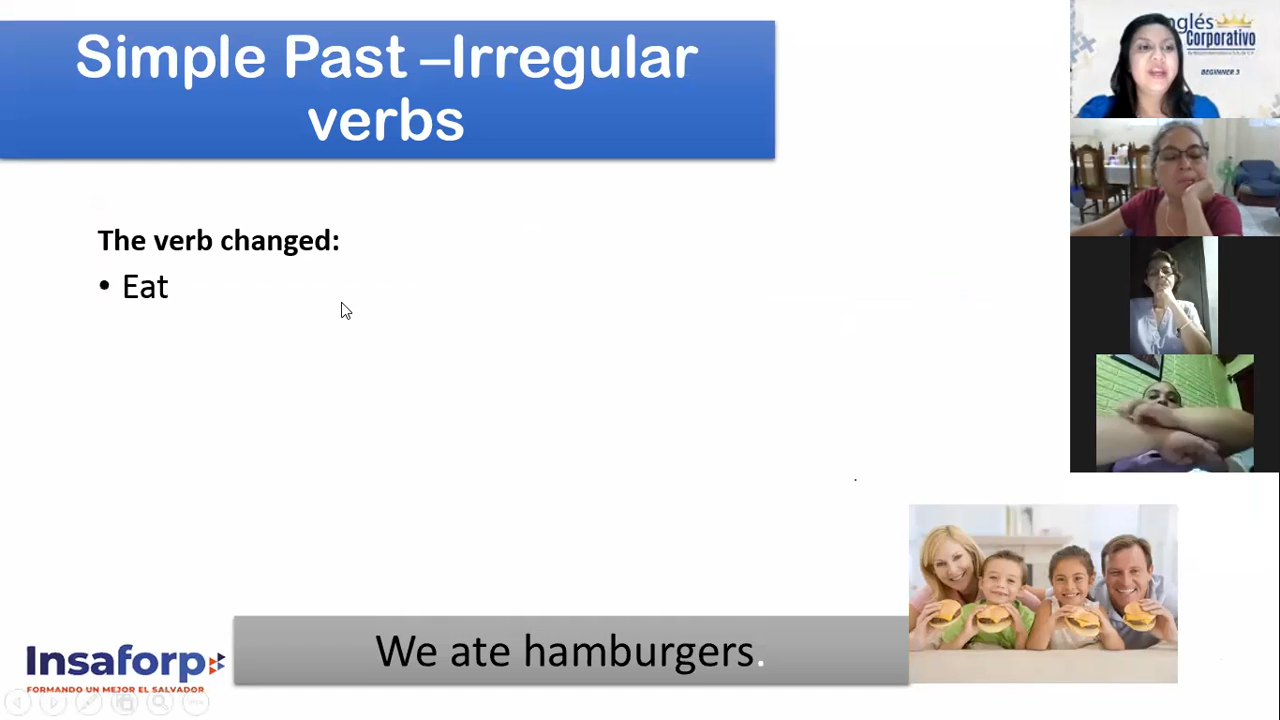 Simple Past –Irregular
verbs
The verb changed:
• Eat
We ate hamburgers.
Insaforp
FORMANDO UN MEJOR EL SALVADOR
nglés
Corporativo
BEGINNER 3